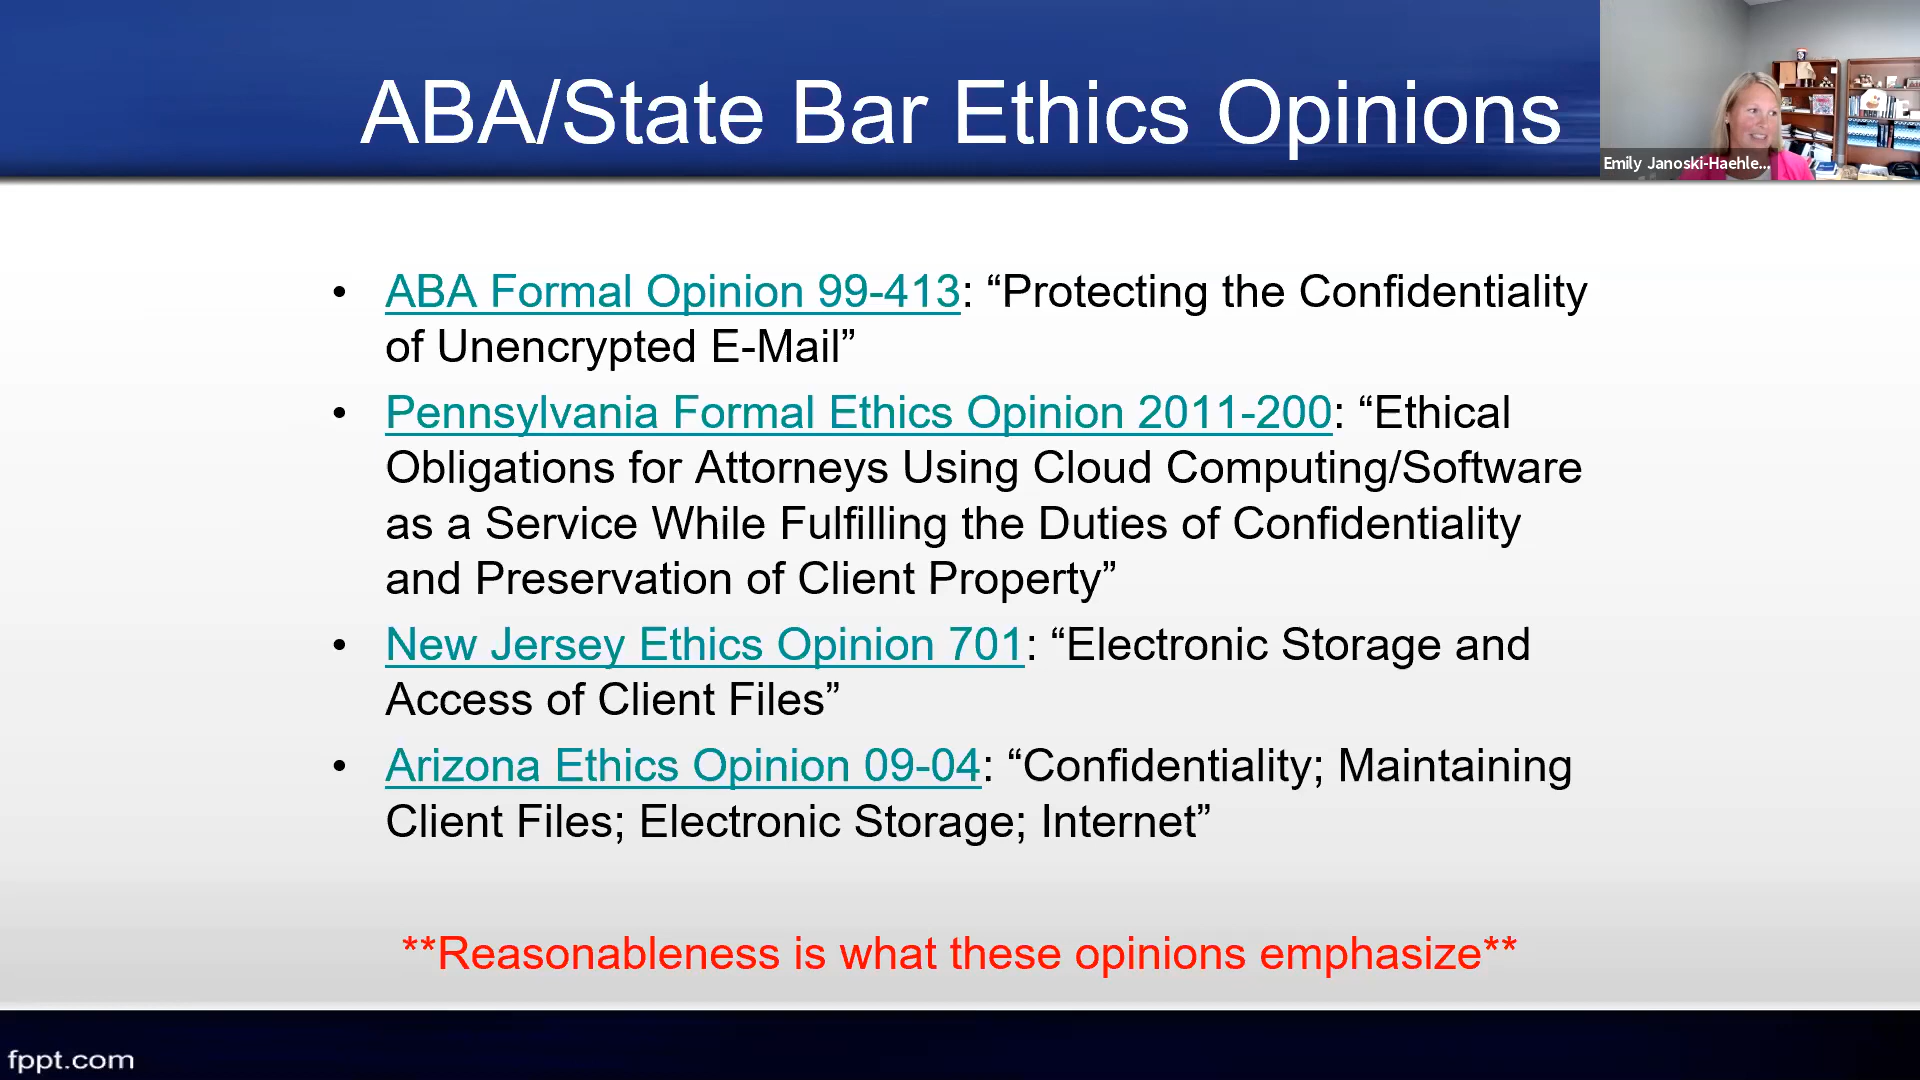 ABA/State Bar Ethics Opinions
Emily Janoski-Haehle...
• ABA Formal Opinion 99-413: “Protecting the Confidentiality
of Unencrypted E-Mail”
• Pennsylvania Formal Ethics Opinion 2011-200: “Ethical
Obligations for Attorneys Using Cloud Computing/Software
as a Service While Fulfilling the Duties of Confidentiality
and Preservation of Client Property”
• New Jersey Ethics Opinion 701: “Electronic Storage and
Access of Client Files”
• Arizona Ethics Opinion 09-04: “Confidentiality; Maintaining
Client Files; Electronic Storage; Internet”
**Reasonableness is what these opinions emphasize**
fppt.com